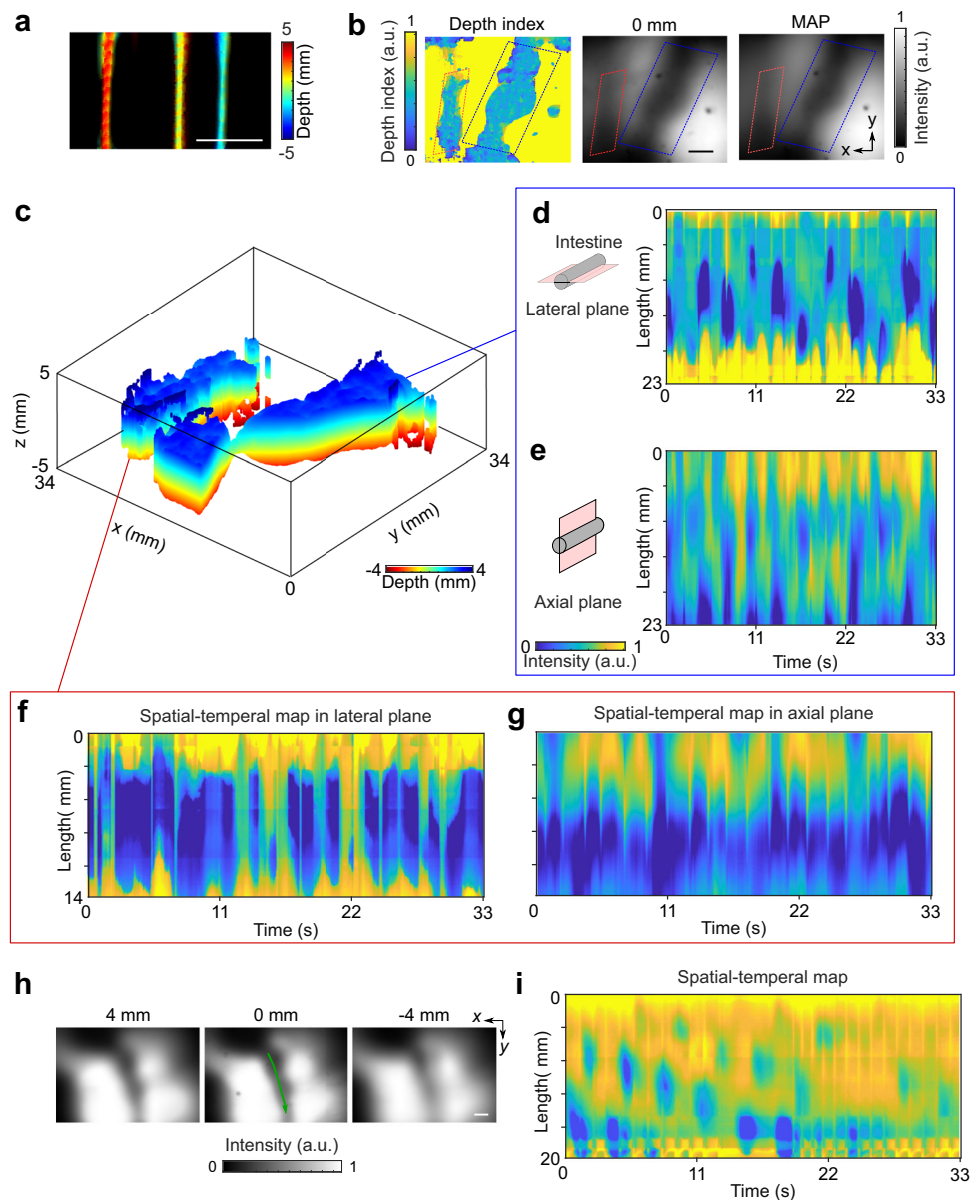 a
5
Depth (mm)
-5
b
Depth index
0 mm
MAP
1
Depth index (a.u.)
0
y
x
1
Intensity (a.u.)
0
c
5
z (mm)
-5
34
x (mm)
0
y (mm)
34
-4 4
Depth (mm)
d
Intestine
Lateral plane
0
Length( mm)
23
0 11 22 33
e
Axial plane
0
Length( mm)
23
0 11 22 33
Time (s)
0 1
Intensity (a.u.)
f
Spatial-temperal map in lateral plane
0
Length( mm)
14
0 11 22 33
Time (s)
g
Spatial-temperal map in axial plane
0 11 22 33
Time (s)
h
4 mm
0 mm
-4 mm
x
y
Intensity (a.u.)
0 1
i
Spatial-temperal map
0
Length( mm)
20
0 11 22 33
Time (s)